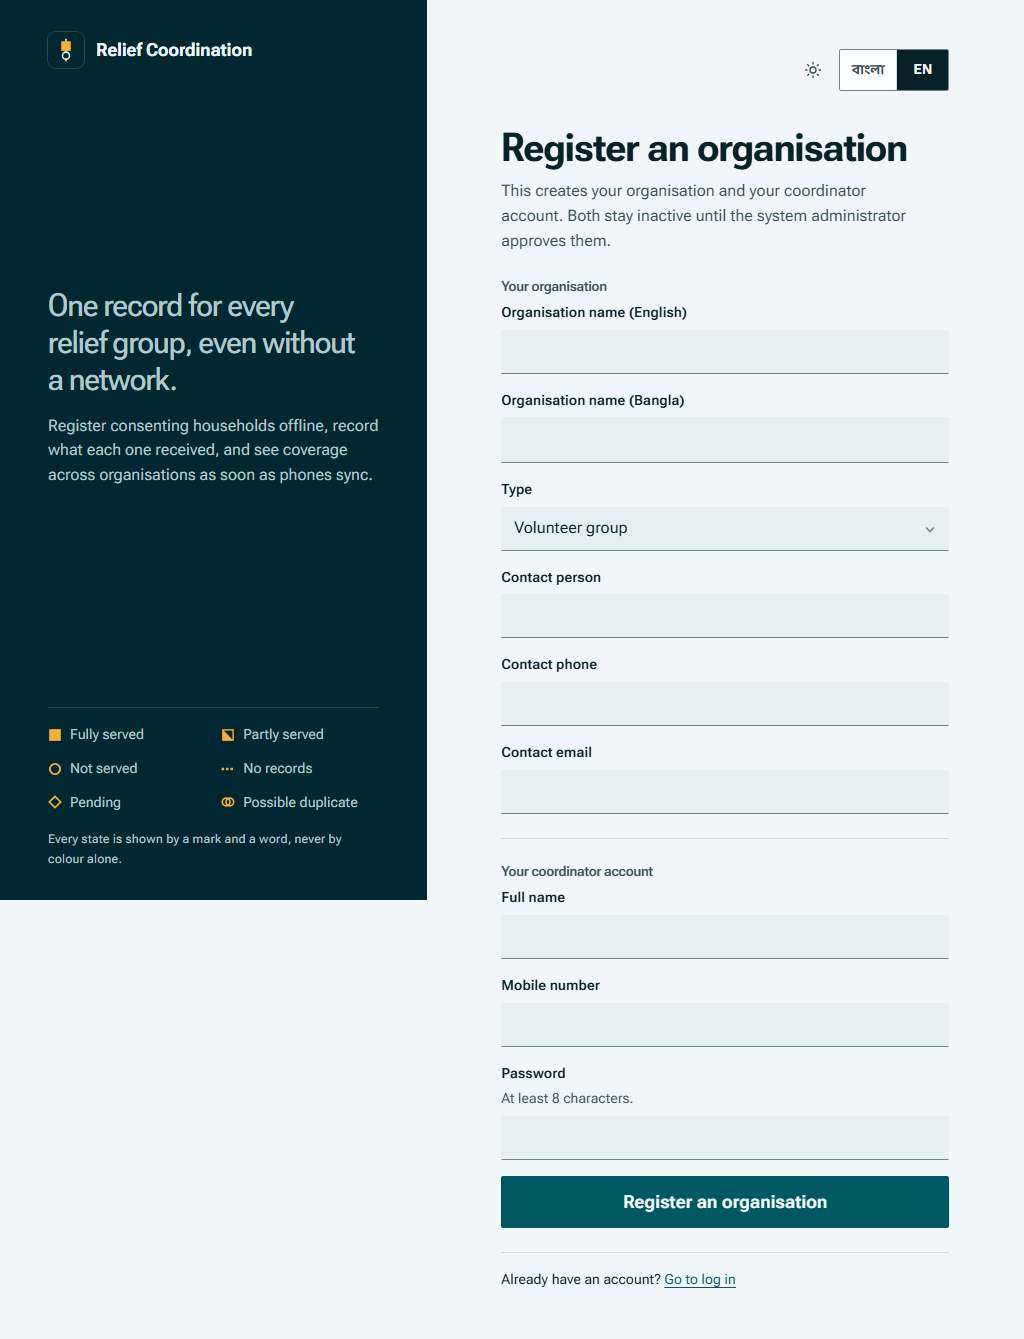 Relief Coordination
One record for every
relief group, even without
a network.
Register consenting households offline, record
what each one received, and see coverage
across organisations as soon as phones sync.
Fully served
Partly served
Not served
No records
Pending
Possible duplicate
Every state is shown by a mark and a word, never by
colour alone.
বাংলা
EN
Register an organisation
This creates your organisation and your coordinator
account. Both stay inactive until the system administrator
approves them.
Your organisation
Organisation name (English)
Organisation name (Bangla)
Type
Volunteer group
Contact person
Contact phone
Contact email
Your coordinator account
Full name
Mobile number
Password
At least 8 characters.
Register an organisation
Already have an account? Go to log in